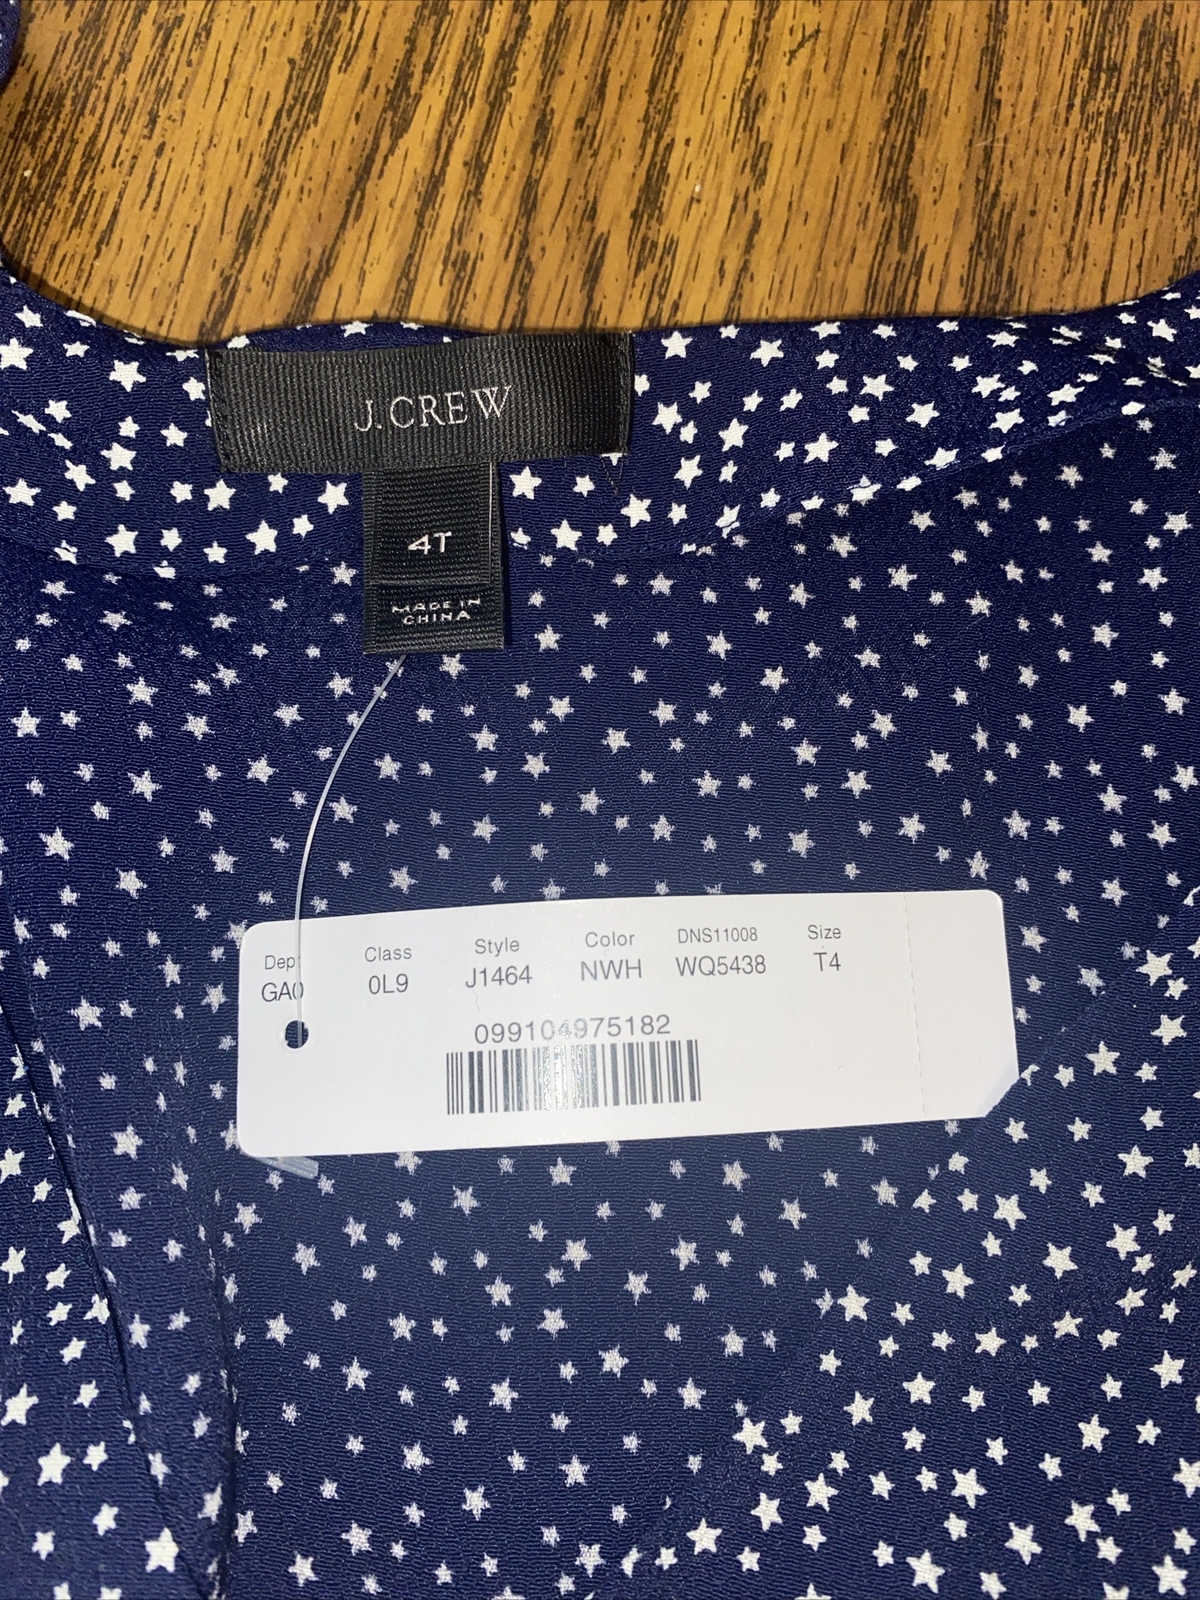 J.CREW
4T
MADE IN
CHINA
Dept Class Style Color DNS11008 Size
GA0 0L9 J1464 NWH WQ5438 T4
099104975182